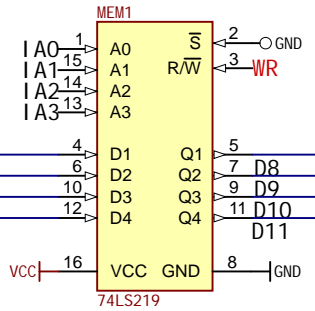 MEM1
IA0 1 A0 S 2 GND
IA1 15 A1 R/W 3 WR
IA2 14 A2
IA3 13 A3
4 D1 Q1 5
6 D2 Q2 7 D8
10 D3 Q3 9 D9
12 D4 Q4 11 D10
D11
VCC 16 VCC GND 8 GND
74LS219